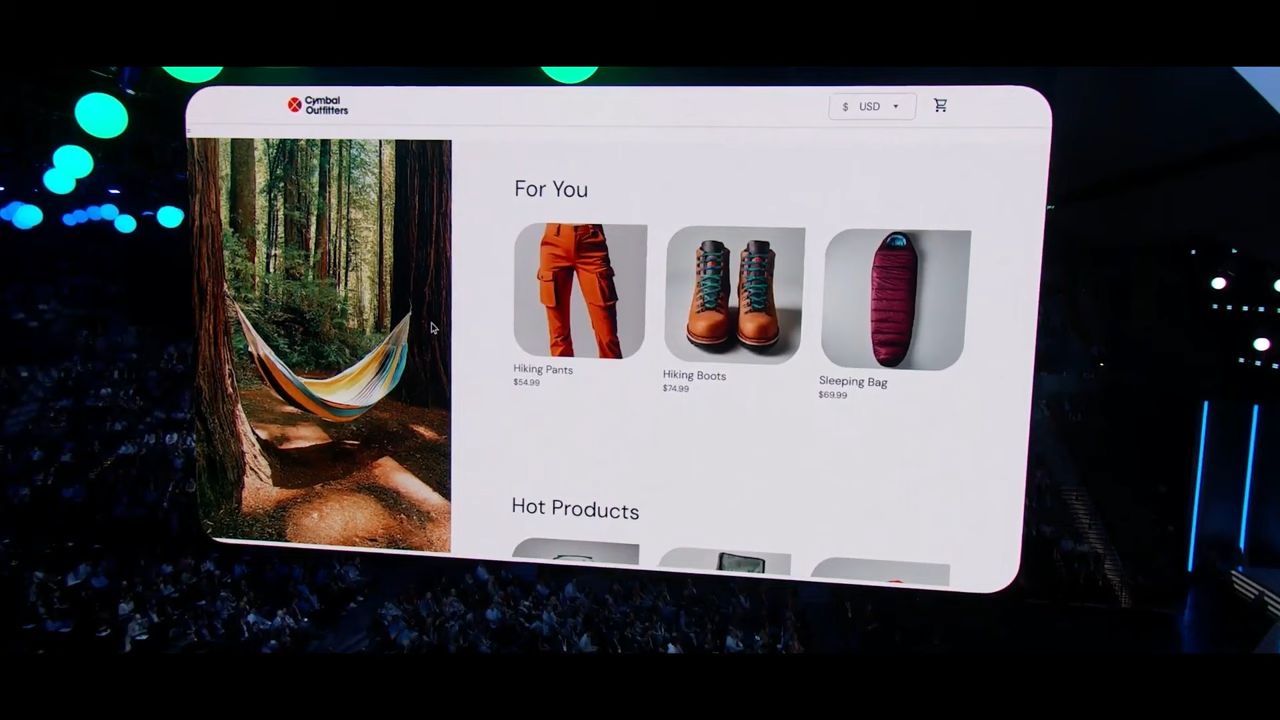 Cymbal
Outfitters
$ USD
For You
Hiking Pants
$54.99
Hiking Boots
$74.99
Sleeping Bag
$69.99
Hot Products